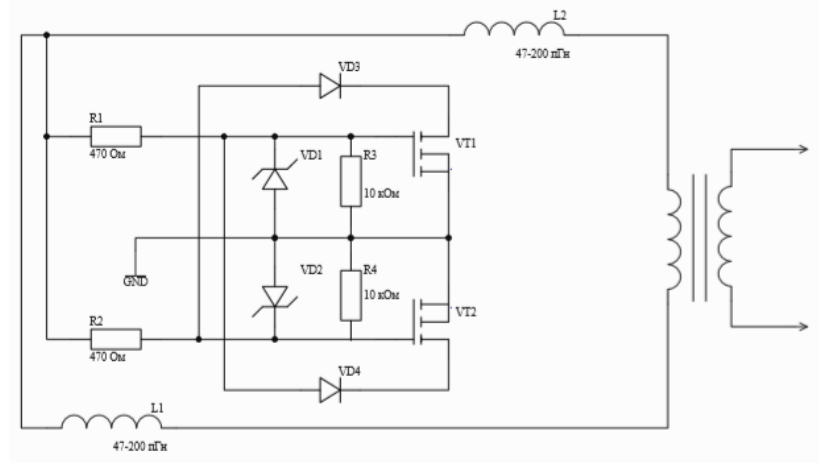 L2
47-200 пГн
VD3
R1
470 Ом
VD1
R3
10 кОм
VT1
GND
VD2
R4
10 кОм
VT2
R2
470 Ом
VD4
L1
47-200 пГн